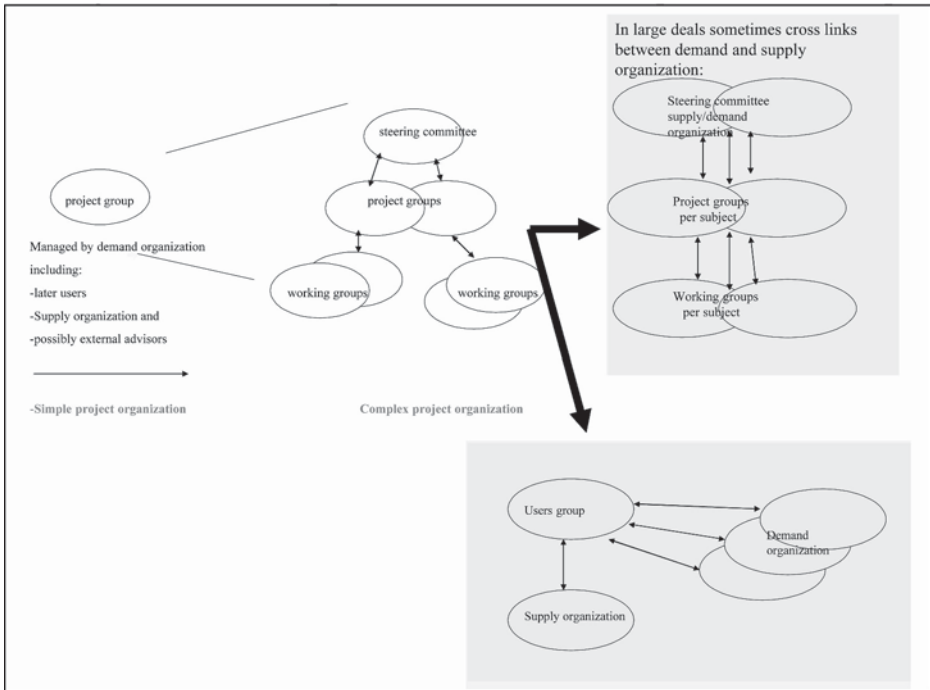 project group
Managed by demand organization
including:
-later users
-Supply organization and
-possibly external advisors
-Simple project organization
steering committee
project groups
working groups
working groups
Complex project organization
In large deals sometimes cross links
between demand and supply
organization:
Steering committee
supply/demand
organization
Project groups
per subject
Working groups
per subject
Users group
Demand
organization
Supply organization